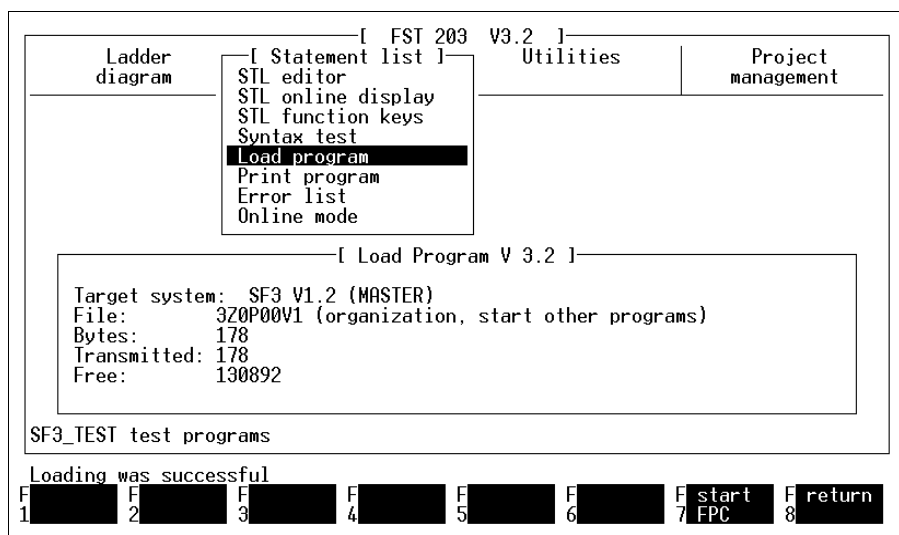 [ FST 203 V3.2 ]
Ladder diagram
[ Statement list ]
Utilities
Project management
STL editor
STL online display
STL function keys
Syntax test
Load program
Print program
Error list
Online mode
[ Load Program V 3.2 ]
Target system: SF3 V1.2 (MASTER)
File: 3Z0P00V1 (organization, start other programs)
Bytes: 178
Transmitted: 178
Free: 130892
SF3_TEST test programs
Loading was successful
F1 F2 F3 F4 F5 F6 F7 start FPC F8 return